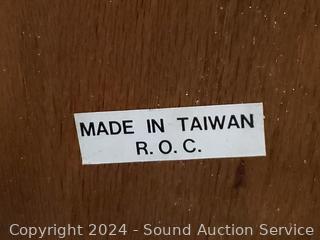 MADE IN TAIWAN
R. O. C.
Copyright 2024 - Sound Auction Service